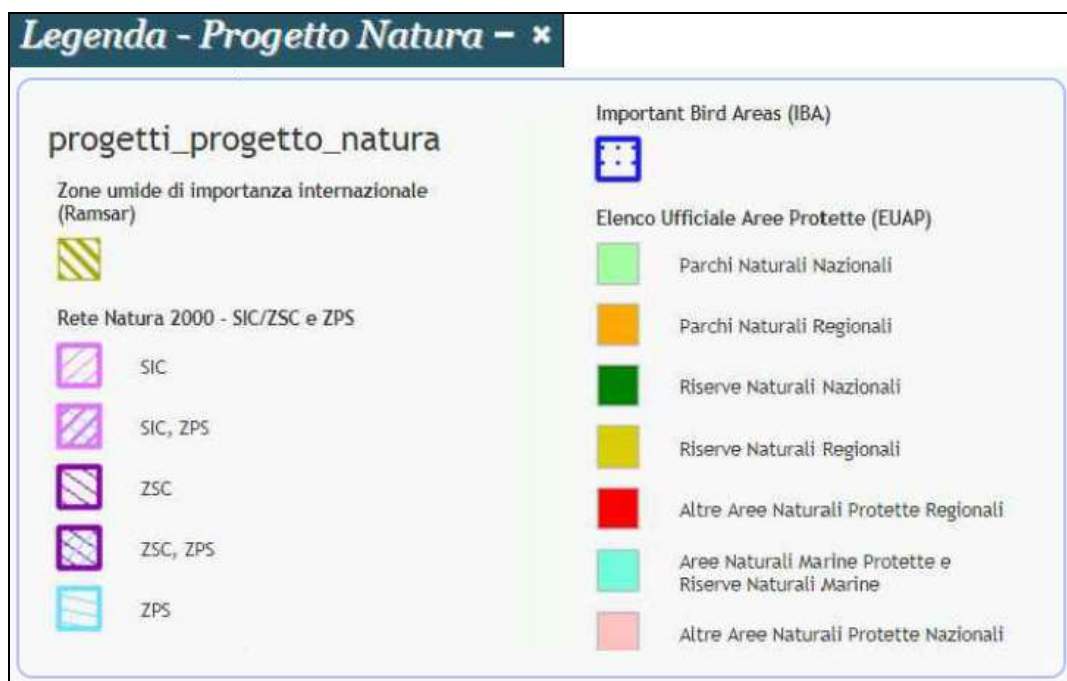 Legenda - Progetto Natura
progetti_progetto_natura
Zone umide di importanza internazionale
(Ramsar)
Rete Natura 2000 - SIC/ZSC e ZPS
SIC
SIC, ZPS
ZSC
ZSC, ZPS
ZPS
Important Bird Areas (IBA)
Elenco Ufficiale Aree Protette (EUAP)
Parchi Naturali Nazionali
Parchi Naturali Regionali
Riserve Naturali Nazionali
Riserve Naturali Regionali
Altre Aree Naturali Protette Regionali
Aree Naturali Marine Protette e
Riserve Naturali Marine
Altre Aree Naturali Protette Nazionali